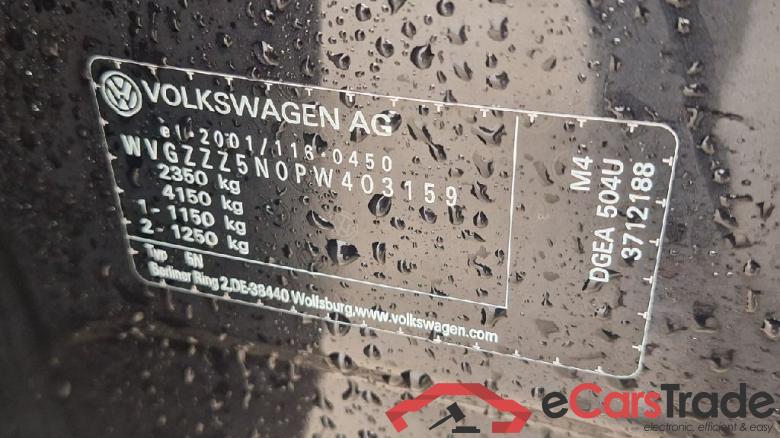 VOLKSWAGEN AG
e1*2001/116*0450
WVGZZZ5N0PW403159
2350 kg
4150 kg
1- 1150 kg
2- 1250 kg
Typ 5N
Berliner Ring 2, DE-38440 Wolfsburg, www.volkswagen.com
M4
DGEA 504U
3712188
eCarsTrade
electronic, efficient & easy